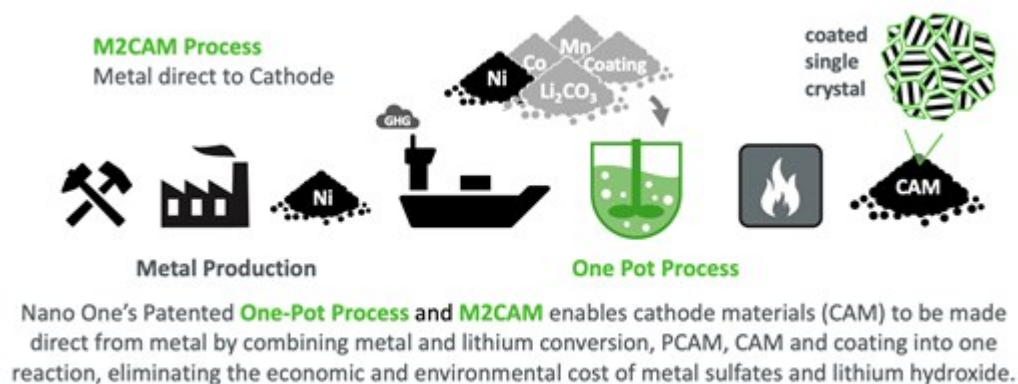 M2CAM Process
Metal direct to Cathode
Mn
Co
Coating
Ni
Li₂CO₃
coated
single
crystal
GHG
Ni
CAM
Metal Production
One Pot Process
Nano One's Patented One-Pot Process and M2CAM enables cathode materials (CAM) to be made
direct from metal by combining metal and lithium conversion, PCAM, CAM and coating into one
reaction, eliminating the economic and environmental cost of metal sulfates and lithium hydroxide.